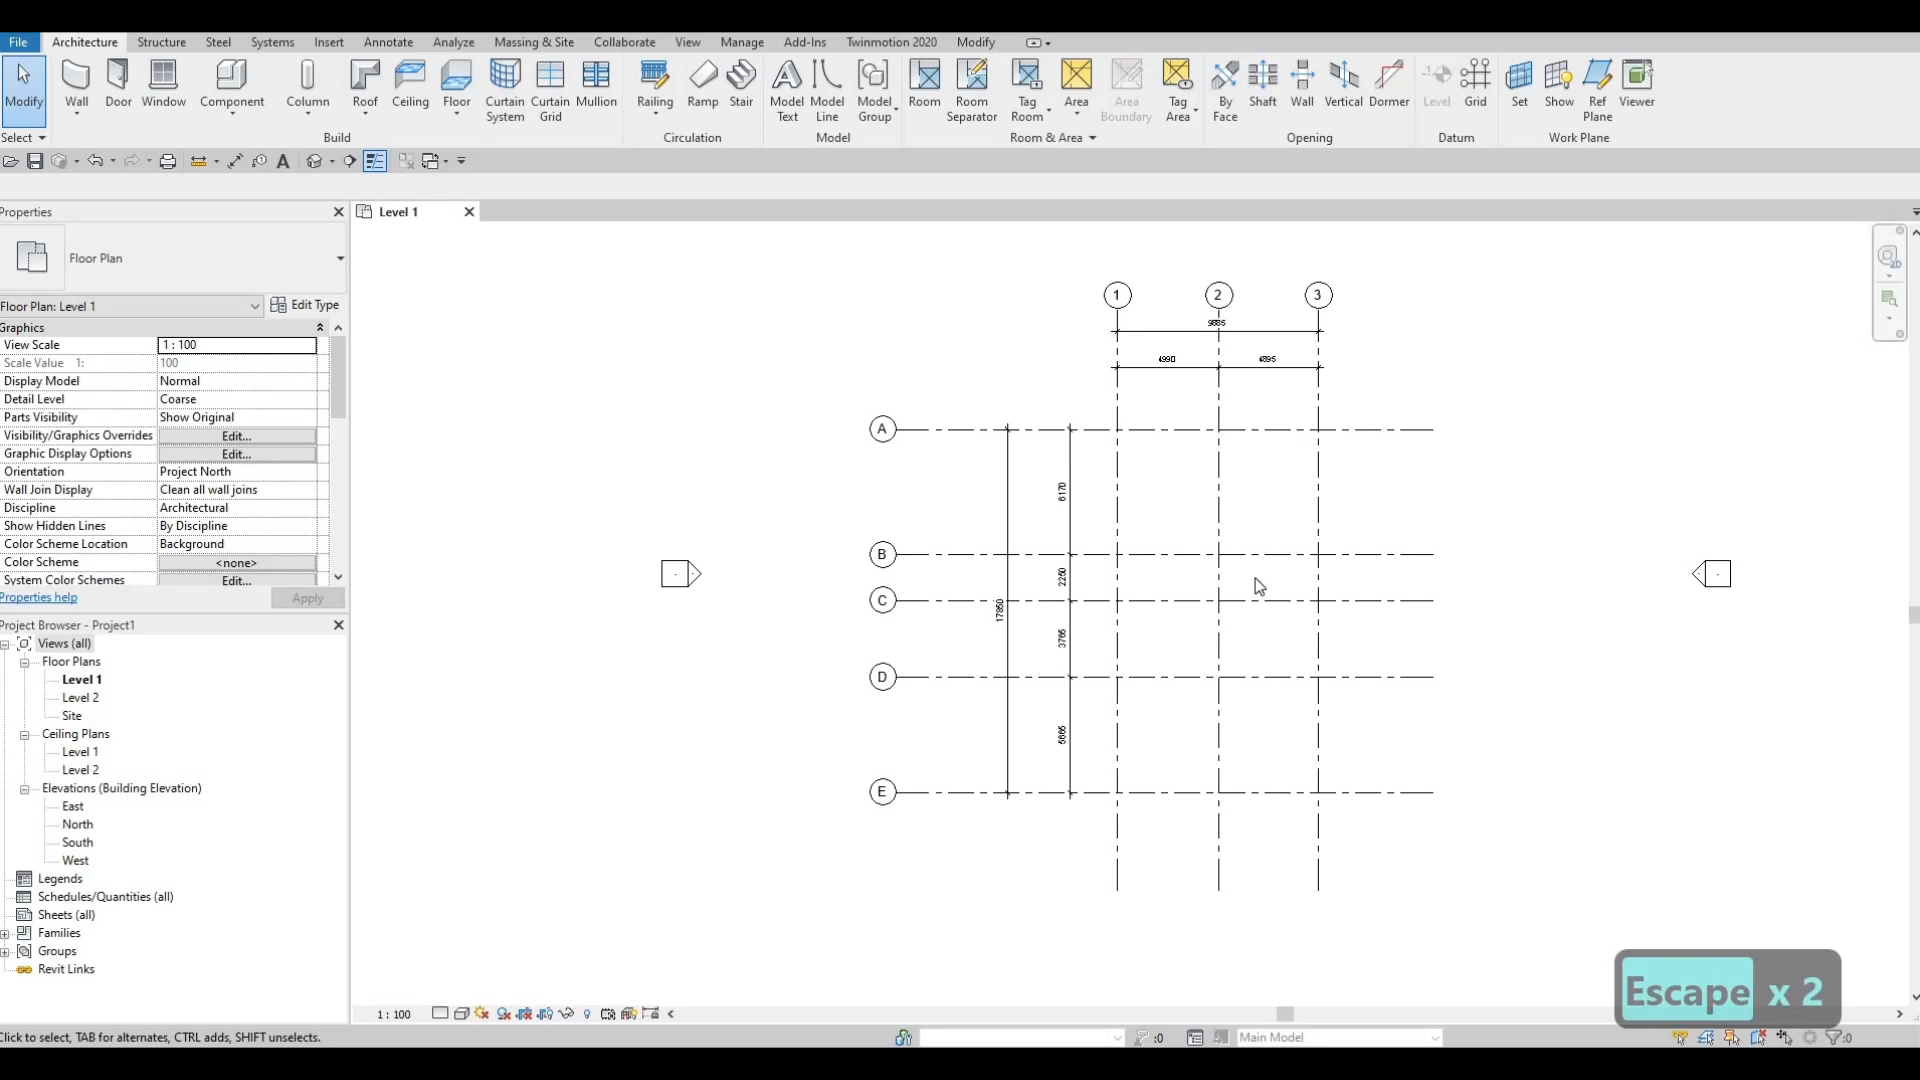 File Architecture Structure Steel Systems Insert Annotate Analyze Massing & Site Collaborate View Manage Add-Ins Twinmotion 2020 Modify
Modify Wall Door Window Component Column Roof Ceiling Floor Curtain System Curtain Grid Mullion Railing Ramp Stair Model Text Model Line Model Group Room Room Separator Tag Room Area Area Boundary Tag Area By Face Shaft Wall Vertical Dormer Level Grid Set Show Ref Plane Viewer
Select Build Circulation Model Room & Area Opening Datum Work Plane
Properties
Level 1
Floor Plan
Floor Plan: Level 1
Edit Type
Graphics
View Scale 1 : 100
Scale Value 1: 100
Display Model Normal
Detail Level Coarse
Parts Visibility Show Original
Visibility/Graphics Overrides Edit...
Graphic Display Options Edit...
Orientation Project North
Wall Join Display Clean all wall joins
Discipline Architectural
Show Hidden Lines By Discipline
Color Scheme Location Background
Color Scheme <none>
System Color Schemes Edit...
Properties help
Apply
Project Browser - Project1
Views (all)
Floor Plans
Level 1
Level 2
Site
Ceiling Plans
Level 1
Level 2
Elevations (Building Elevation)
East
North
South
West
Legends
Schedules/Quantities (all)
Sheets (all)
Families
Groups
Revit Links
1 2 3
9885
4990 4895
A
6170
B
2250
C
17850
3765
D
5665
E
2D
Escape x 2
1 : 100
Click to select, TAB for alternates, CTRL adds, SHIFT unselects.
:0
Main Model
:0